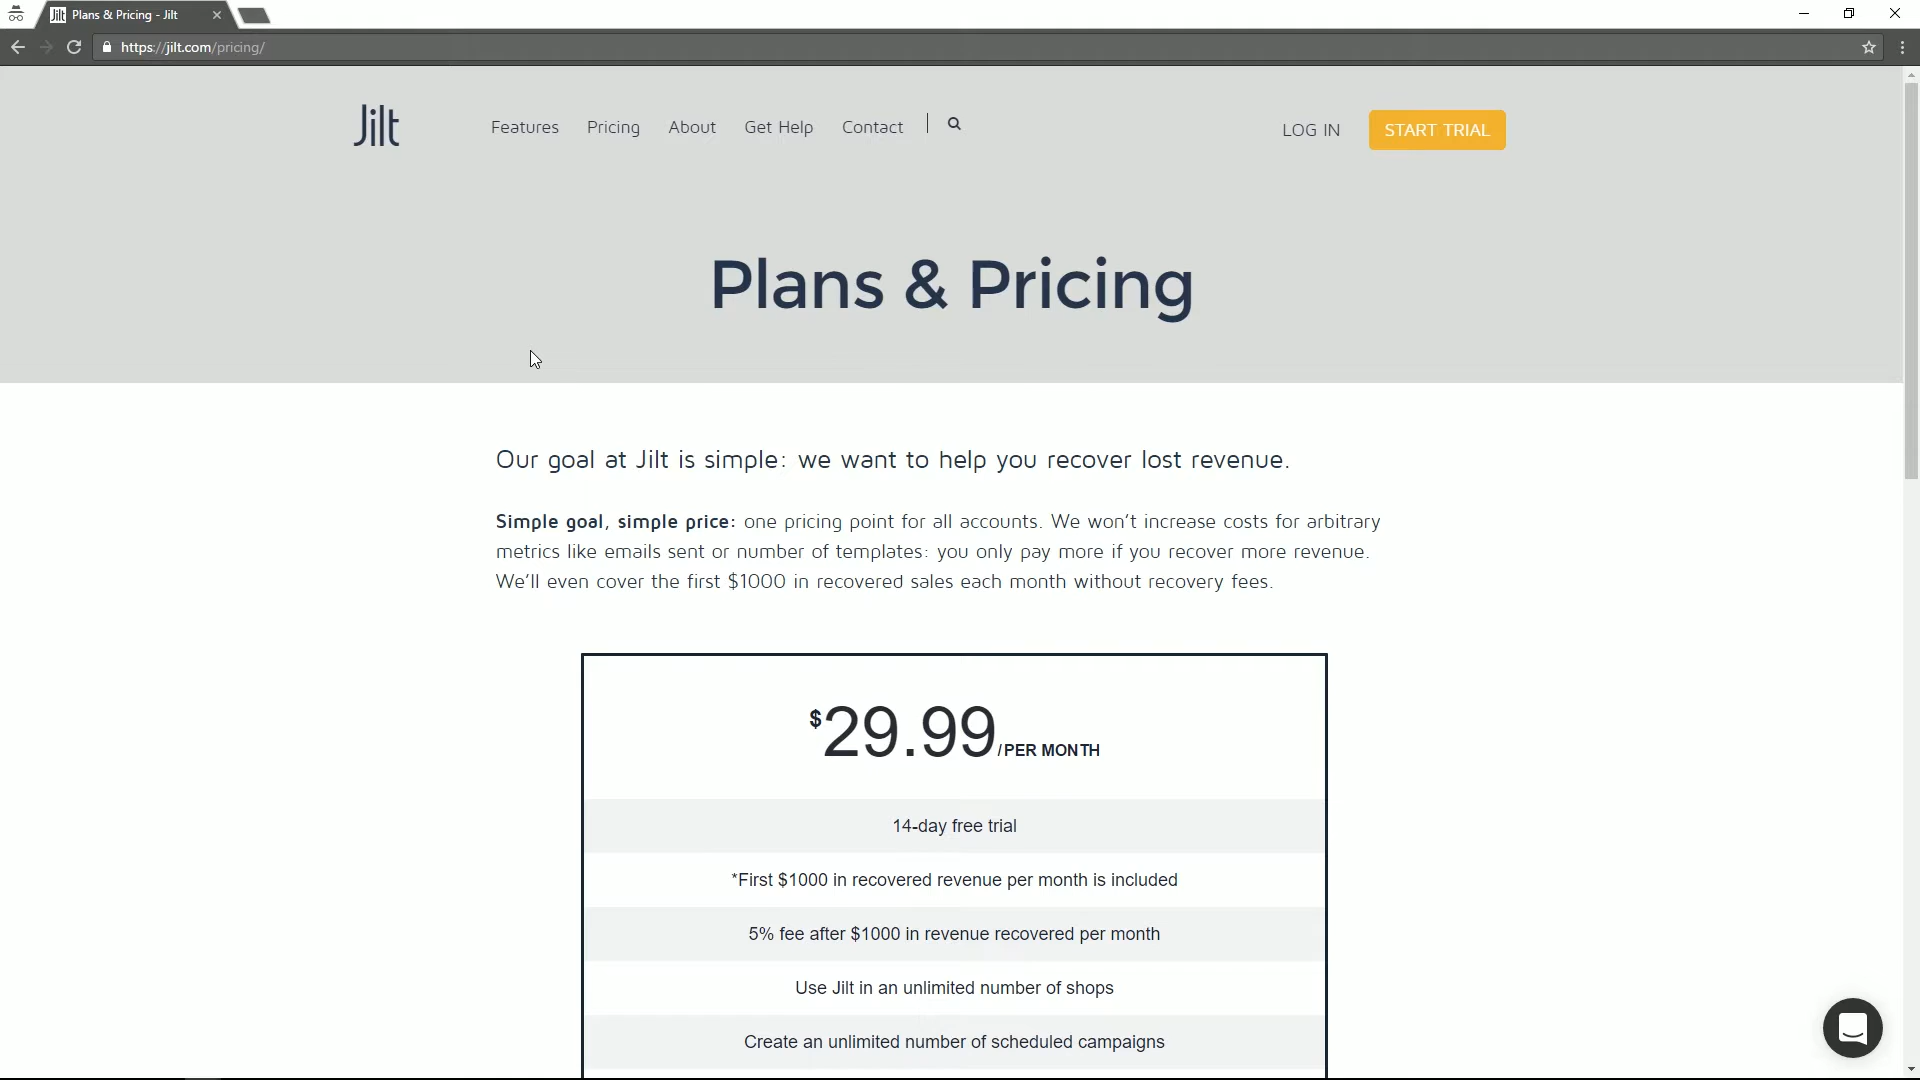 Plans & Pricing - Jilt
https://jilt.com/pricing/
Jilt
Features Pricing About Get Help Contact
LOG IN
START TRIAL
Plans & Pricing
Our goal at Jilt is simple: we want to help you recover lost revenue.
Simple goal, simple price: one pricing point for all accounts. We won't increase costs for arbitrary
metrics like emails sent or number of templates: you only pay more if you recover more revenue.
We'll even cover the first $1000 in recovered sales each month without recovery fees.
$29.99/PER MONTH
14-day free trial
*First $1000 in recovered revenue per month is included
5% fee after $1000 in revenue recovered per month
Use Jilt in an unlimited number of shops
Create an unlimited number of scheduled campaigns